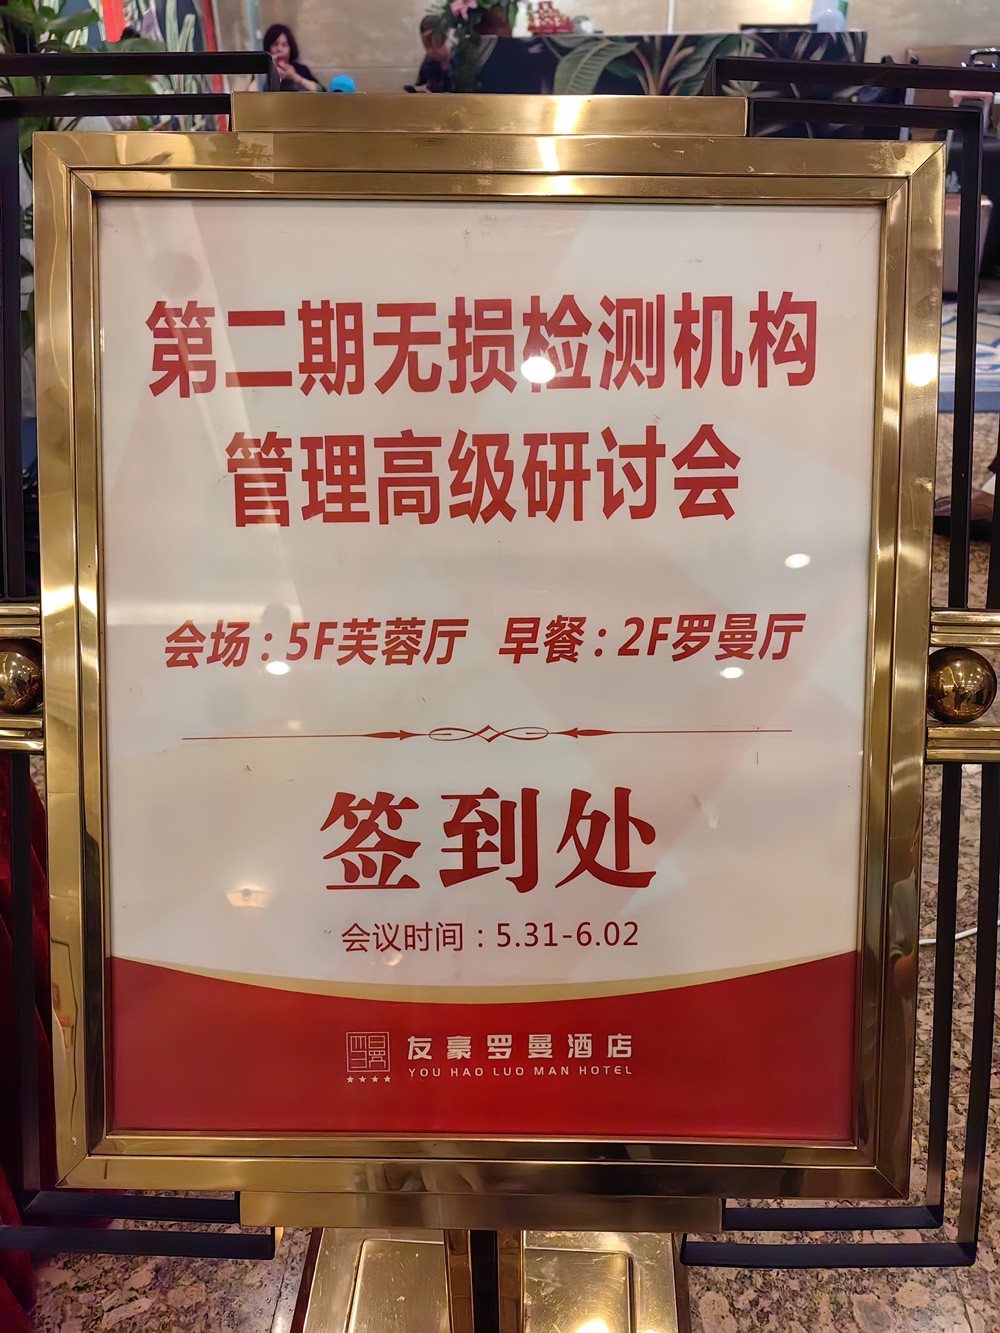 第二期无损检测机构
管理高级研讨会
会场：5F芙蓉厅 早餐：2F罗曼厅
签到处
会议时间：5.31-6.02
友豪罗曼酒店
YOU HAO LUO MAN HOTEL